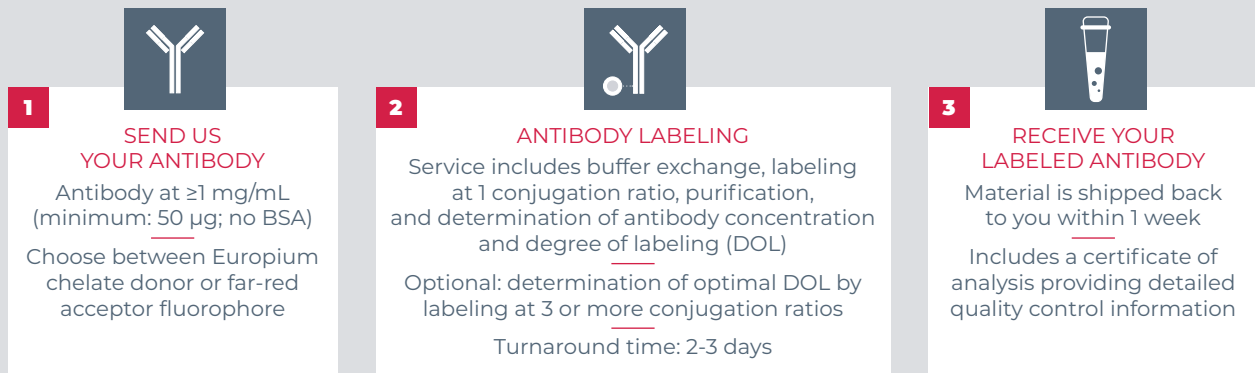 1
SEND US
YOUR ANTIBODY
Antibody at ≥1 mg/mL
(minimum: 50 µg; no BSA)
Choose between Europium
chelate donor or far-red
acceptor fluorophore
2
ANTIBODY LABELING
Service includes buffer exchange, labeling
at 1 conjugation ratio, purification,
and determination of antibody concentration
and degree of labeling (DOL)
Optional: determination of optimal DOL by
labeling at 3 or more conjugation ratios
Turnaround time: 2-3 days
3
RECEIVE YOUR
LABELED ANTIBODY
Material is shipped back
to you within 1 week
Includes a certificate of
analysis providing detailed
quality control information